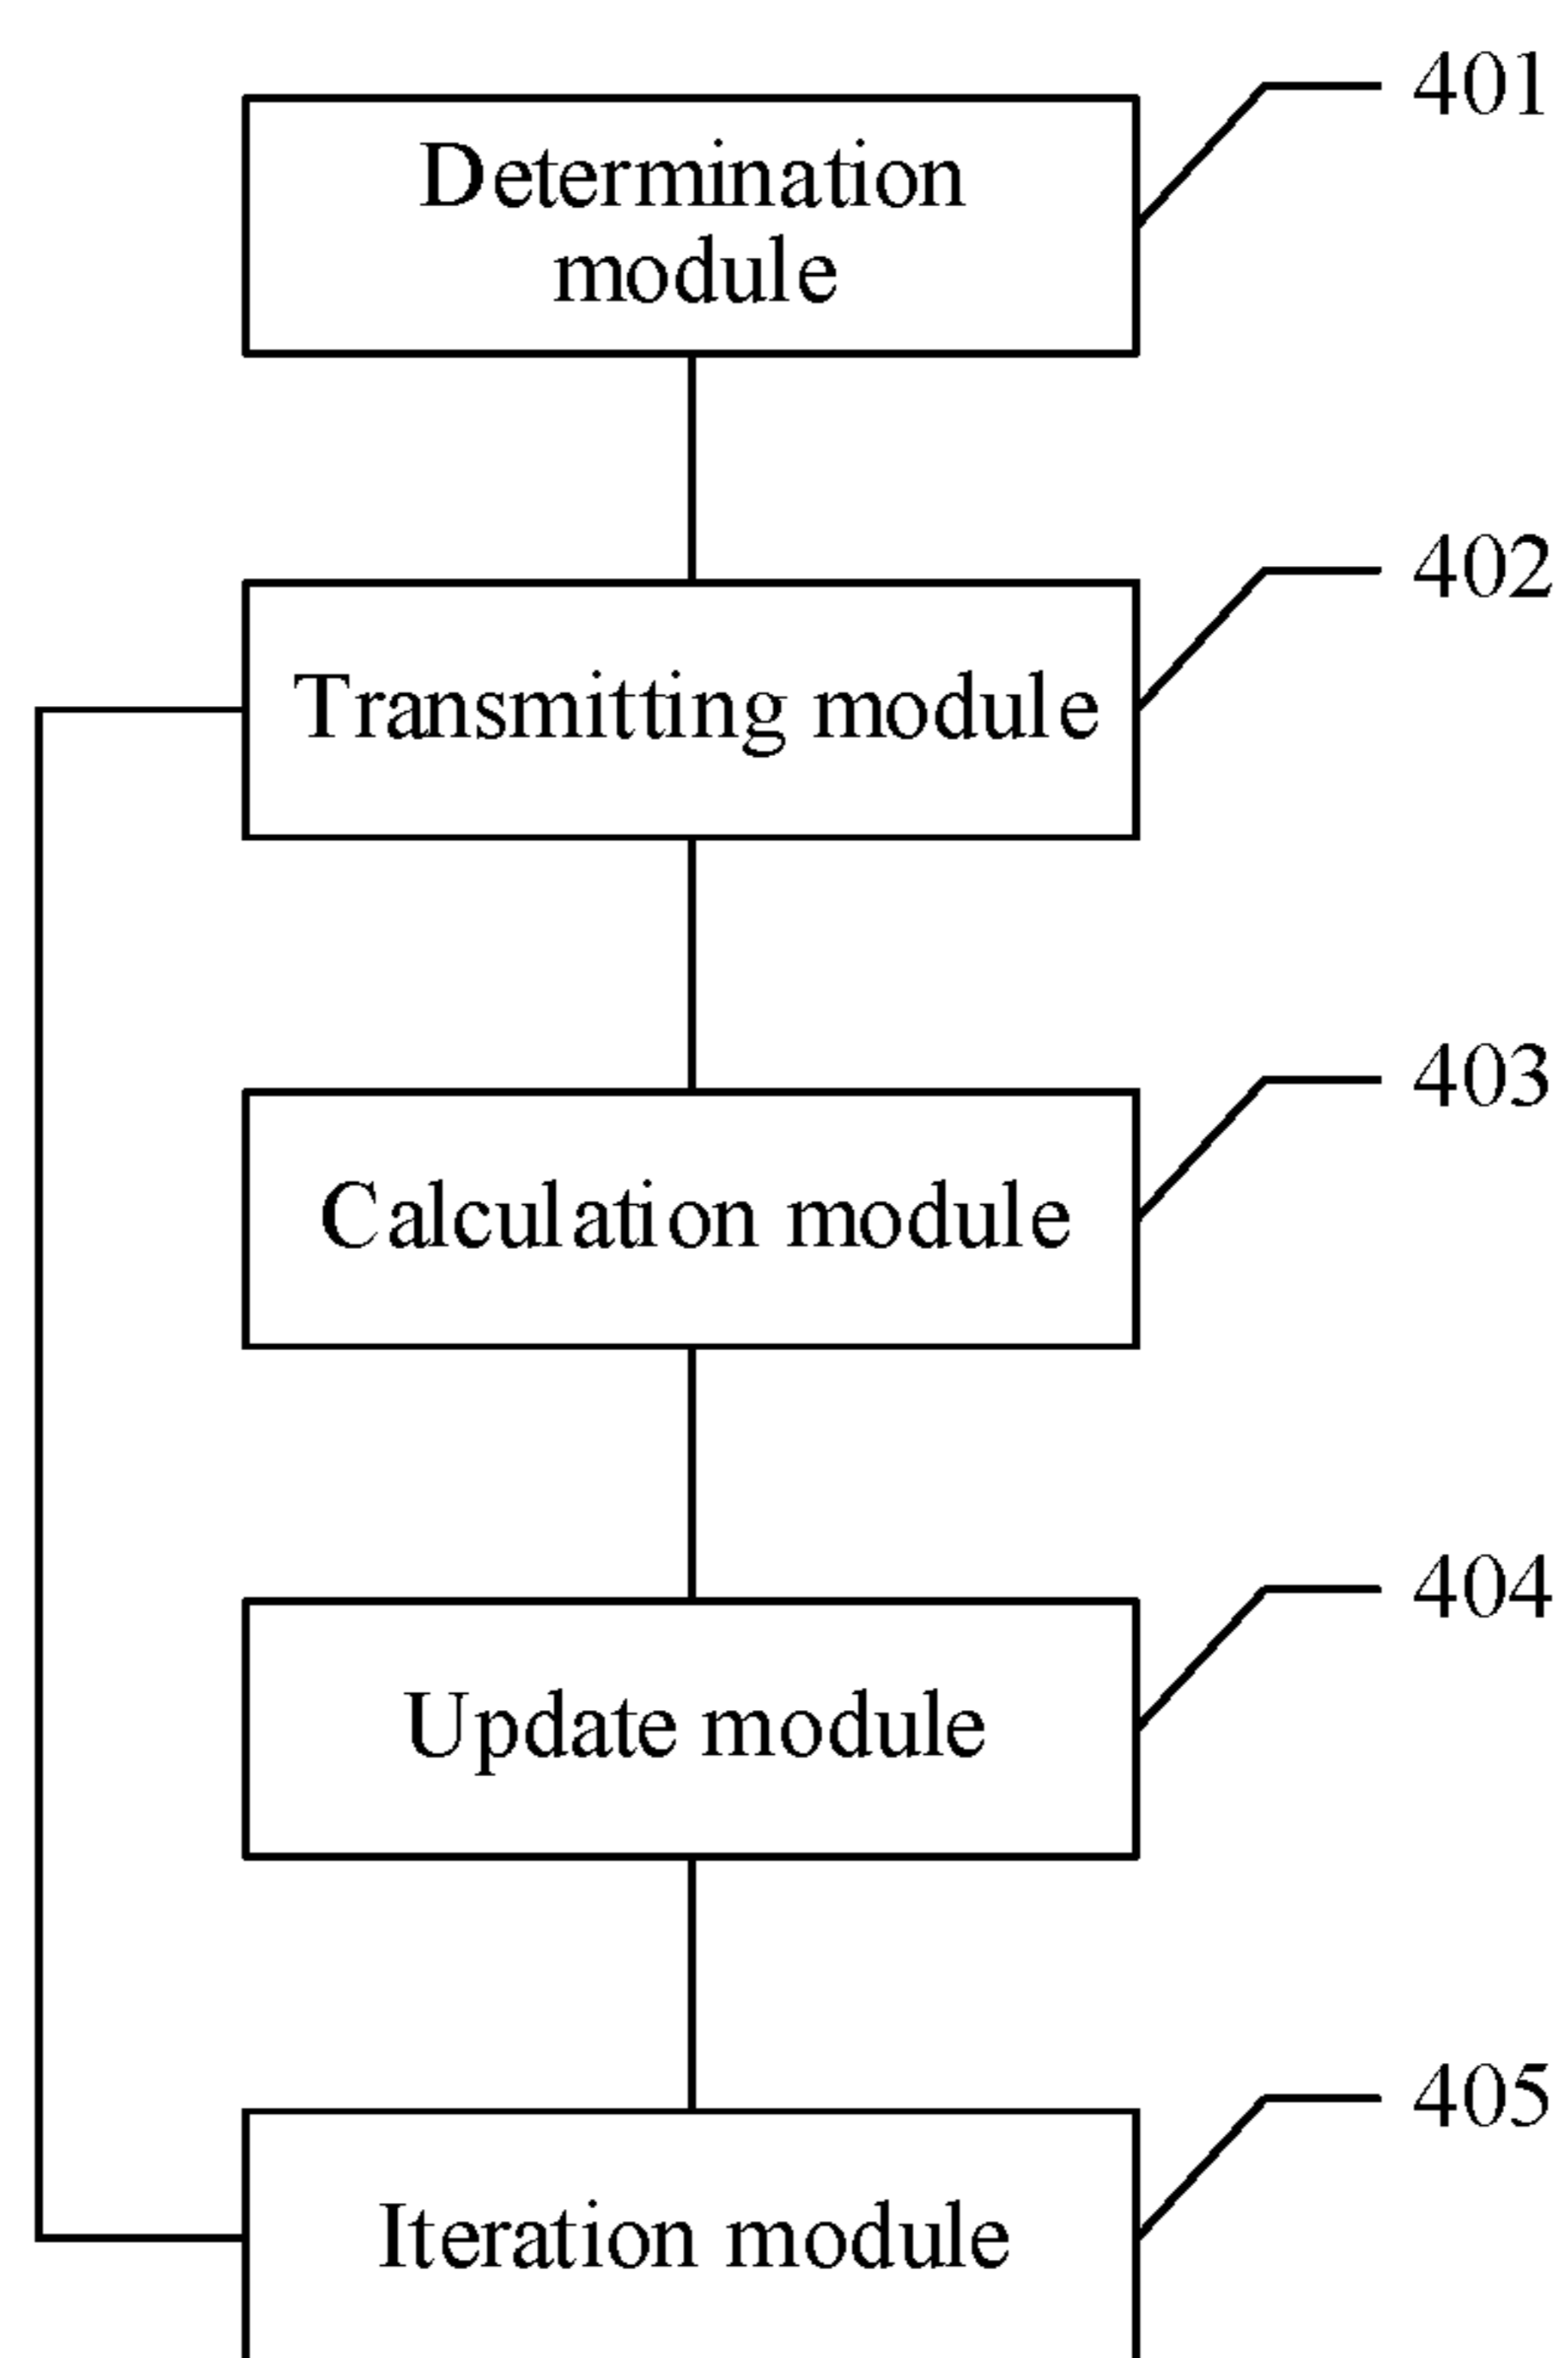 401
Determination
module
402
Transmitting module
403
Calculation module
404
Update module
405
Iteration module